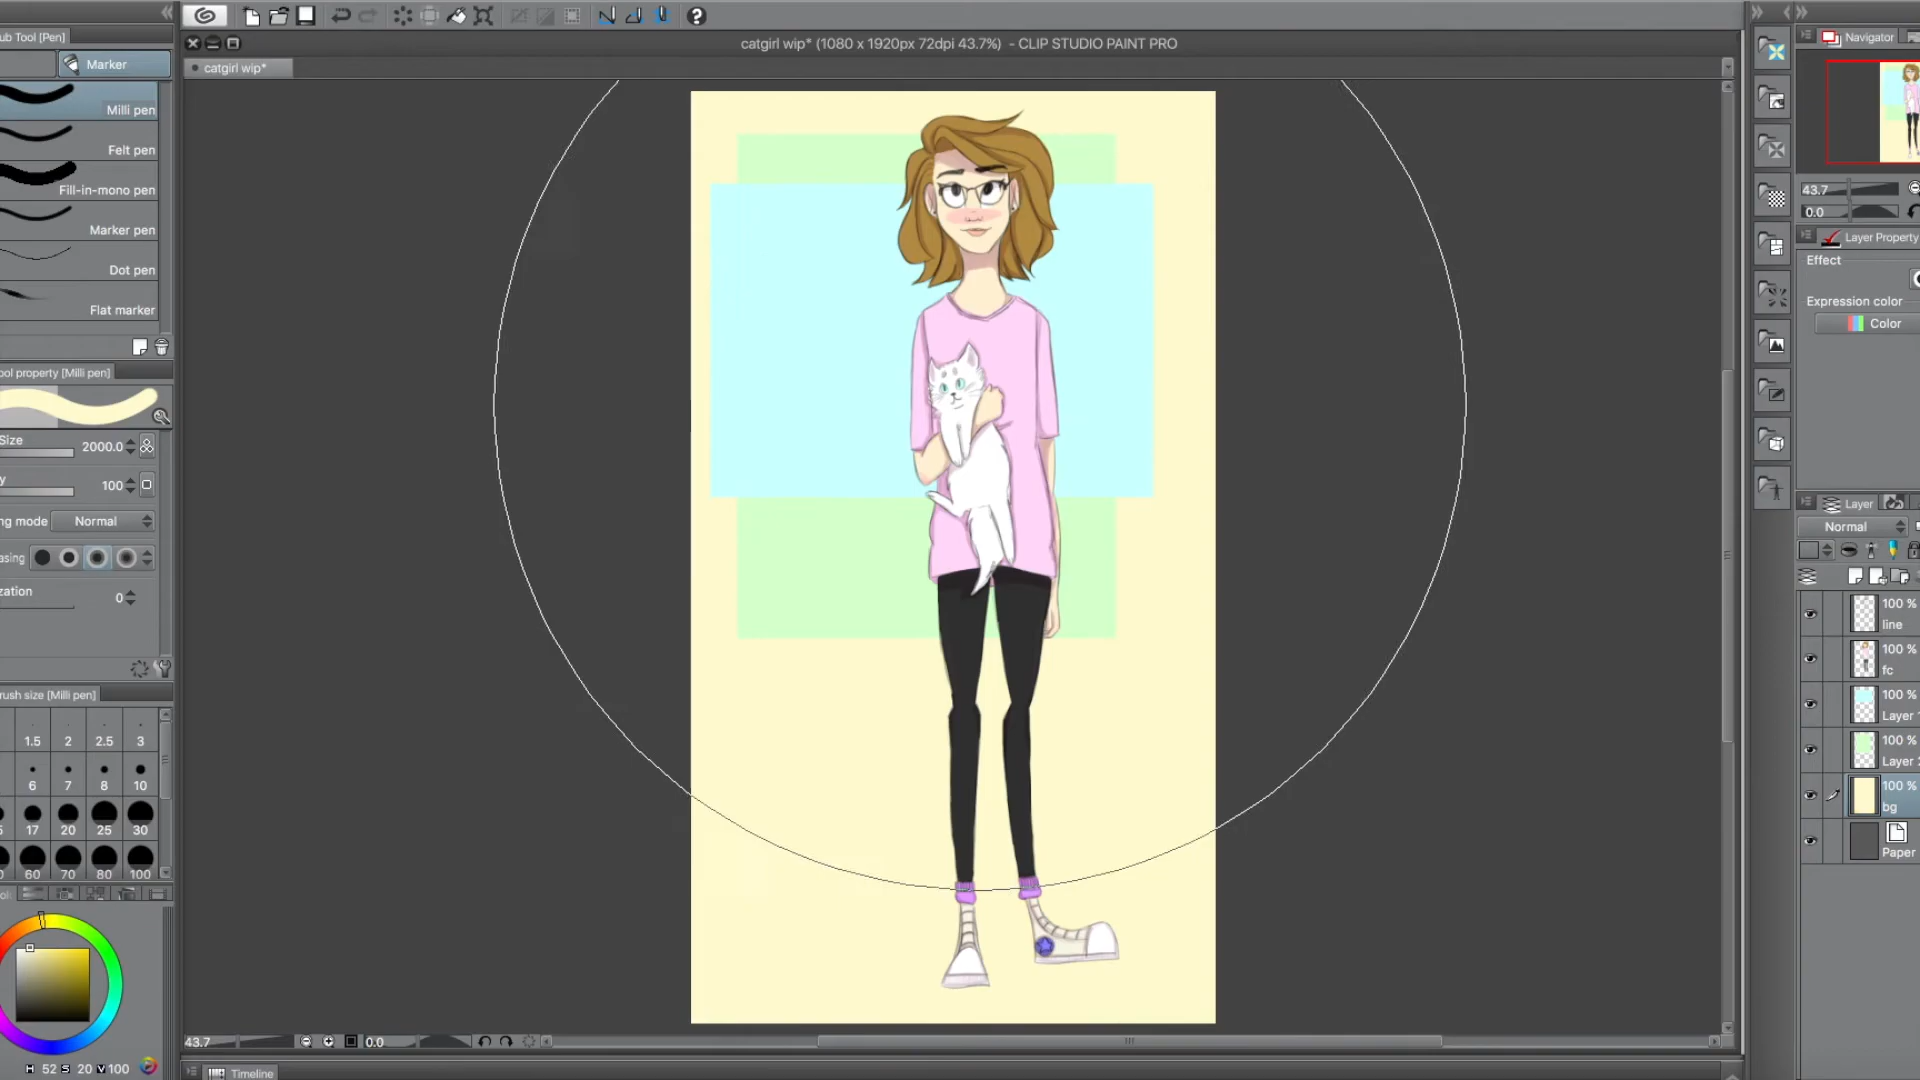 catgirl wip* (1080 x 1920px 72dpi 43.7%) - CLIP STUDIO PAINT PRO
catgirl wip*
ub Tool [Pen]
Marker
Milli pen
Felt pen
Fill-in-mono pen
Marker pen
Dot pen
Flat marker
ool property [Milli pen]
Size 2000.0
y 100
ng mode Normal
asing
zation 0
rush size [Milli pen]
1.5 2 2.5 3
6 7 8 10
5 17 20 25 30
60 70 80 100
H 52 S 20 V 100
43.7 0.0
Timeline
Navigator
43.7
0.0
Layer Property
Effect
Expression color
Color
Layer
Normal
100 %
line
100 %
fc
100 %
Layer
100 %
Layer
100 %
bg
Paper